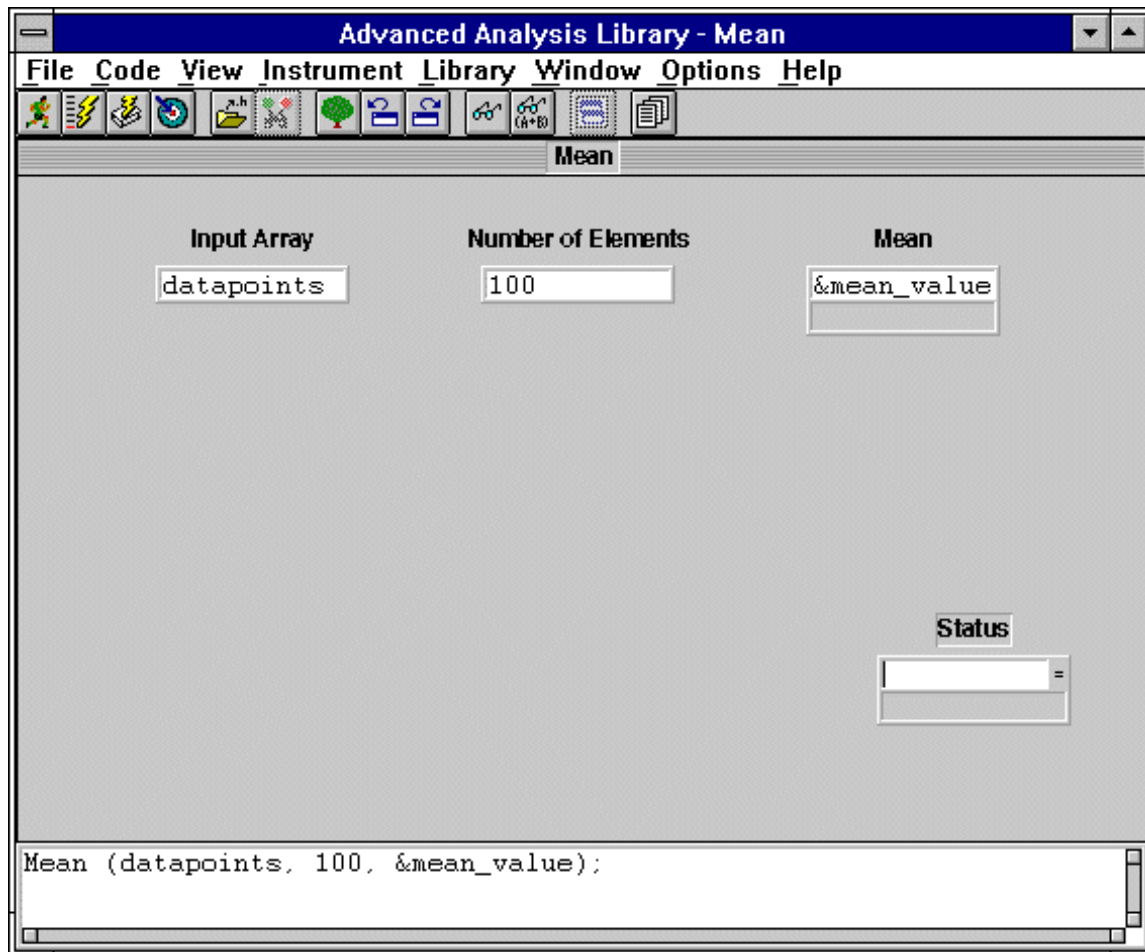 Advanced Analysis Library - Mean
File Code View Instrument Library Window Options Help
(A+B)
Mean
Input Array Number of Elements Mean
datapoints 100 &mean_value
Status
=
Mean (datapoints, 100, &mean_value);